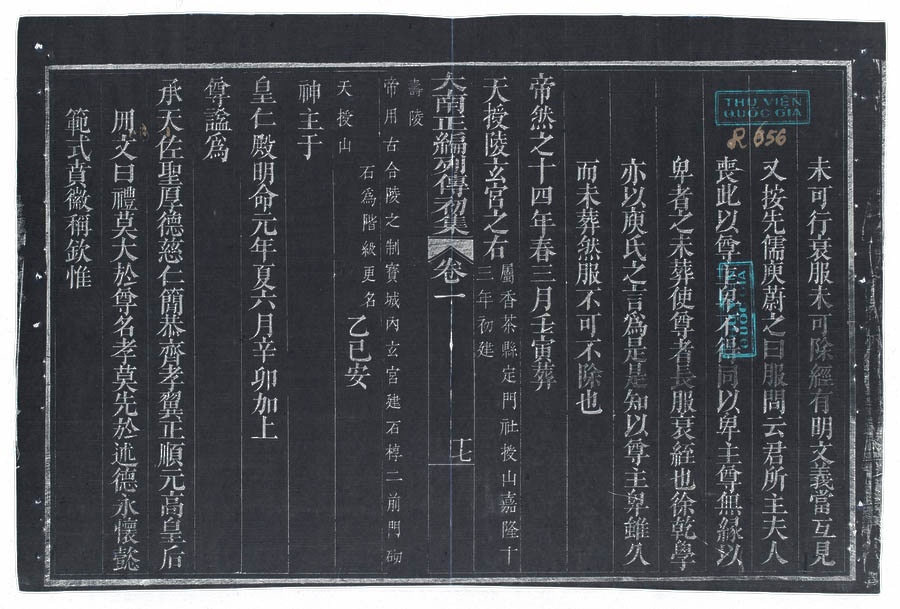 THƯ VIỆN
QUỐC GIA
R 656
未可行衰服未可除經有明文義當互見
又按先儒庾蔚之曰服問云君所主夫人
喪此以尊主卑不得同以卑主尊無緣以
卑者之未葬使尊者長服衰絰也徐乾學
亦以庾氏之言爲是是知以尊主卑雖久
而未葬然服不可不除也
帝然之十四年春三月壬寅葬
天授陵玄宮之右屬香茶縣定門社授山嘉隆十
三年初建
大南正編列傳初集 卷一 十七
壽陵
帝用古合陵之制寶城內玄宮建石椁二前門砌
石爲階級更名
天授山 乙巳安
神主于
皇仁殿明命元年夏六月辛卯加上
尊謚爲
承天佐聖厚德慈仁簡恭齊孝翼正順元高皇后
冊文曰禮莫大於尊名孝莫先於述德永懷懿
範式賁徽稱欽惟